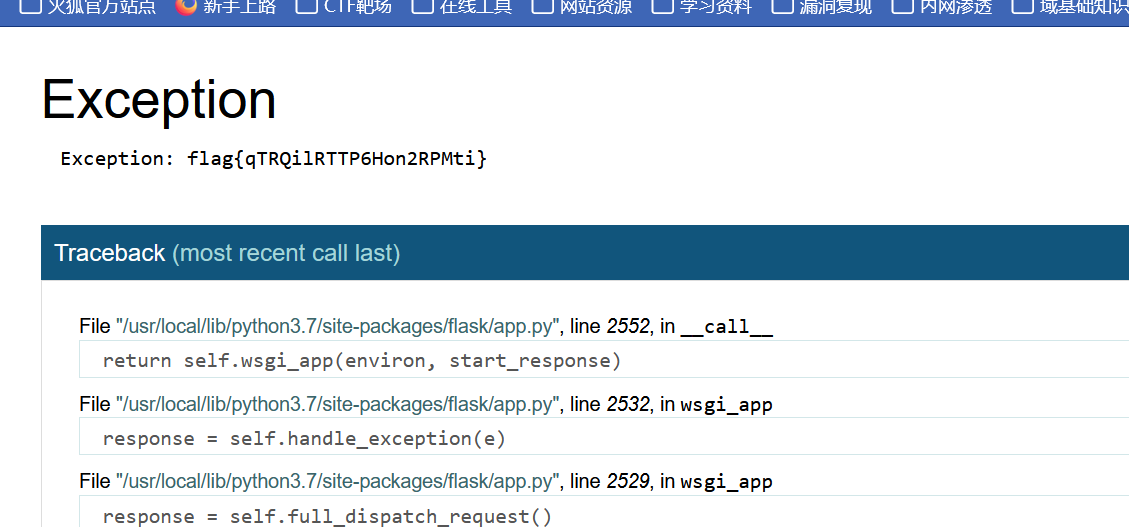 火狐官方站点 新手上路 CTF靶场 在线工具 网站资源 学习资料 漏洞复现 内网渗透 域基础知识
Exception
Exception: flag{qTRQilRTTP6Hon2RPMti}
Traceback (most recent call last)
File "/usr/local/lib/python3.7/site-packages/flask/app.py", line 2552, in __call__
return self.wsgi_app(environ, start_response)
File "/usr/local/lib/python3.7/site-packages/flask/app.py", line 2532, in wsgi_app
response = self.handle_exception(e)
File "/usr/local/lib/python3.7/site-packages/flask/app.py", line 2529, in wsgi_app
response = self.full_dispatch_request()